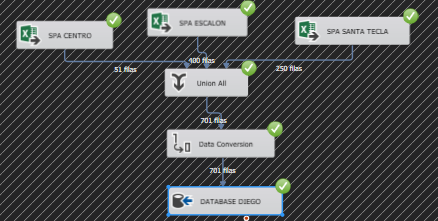 SPA CENTRO
SPA ESCALON
SPA SANTA TECLA
51 filas
400 filas
250 filas
Union All
701 filas
Data Conversion
701 filas
DATABASE DIEGO